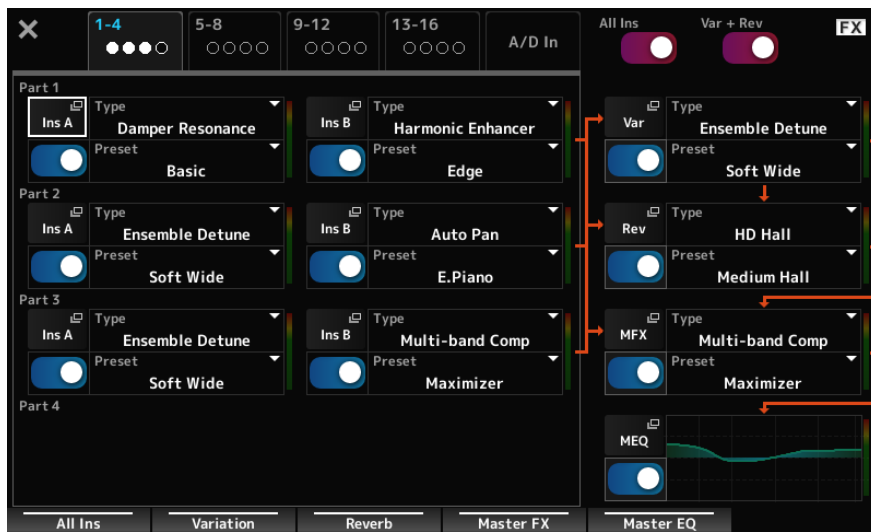 1-4 5-8 9-12 13-16 A/D In All Ins Var + Rev FX
Part 1
Ins A Type Damper Resonance
Preset Basic
Ins B Type Harmonic Enhancer
Preset Edge
Part 2
Ins A Type Ensemble Detune
Preset Soft Wide
Ins B Type Auto Pan
Preset E.Piano
Part 3
Ins A Type Ensemble Detune
Preset Soft Wide
Ins B Type Multi-band Comp
Preset Maximizer
Part 4
Var Type Ensemble Detune
Preset Soft Wide
Rev Type HD Hall
Preset Medium Hall
MFX Type Multi-band Comp
Preset Maximizer
MEQ
All Ins Variation Reverb Master FX Master EQ